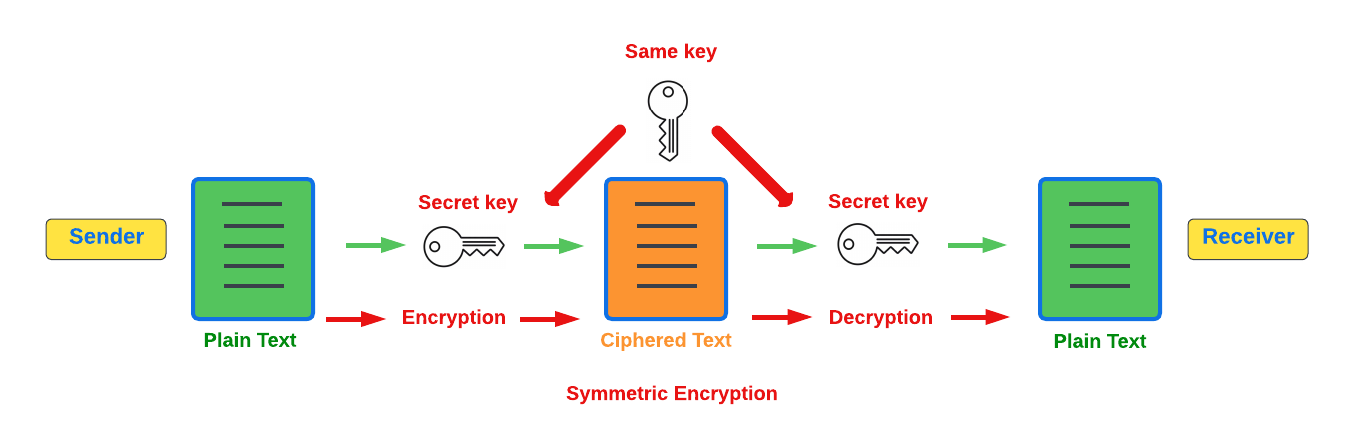 Same key
Secret key
Secret key
Sender
Receiver
Encryption
Decryption
Plain Text
Ciphered Text
Plain Text
Symmetric Encryption